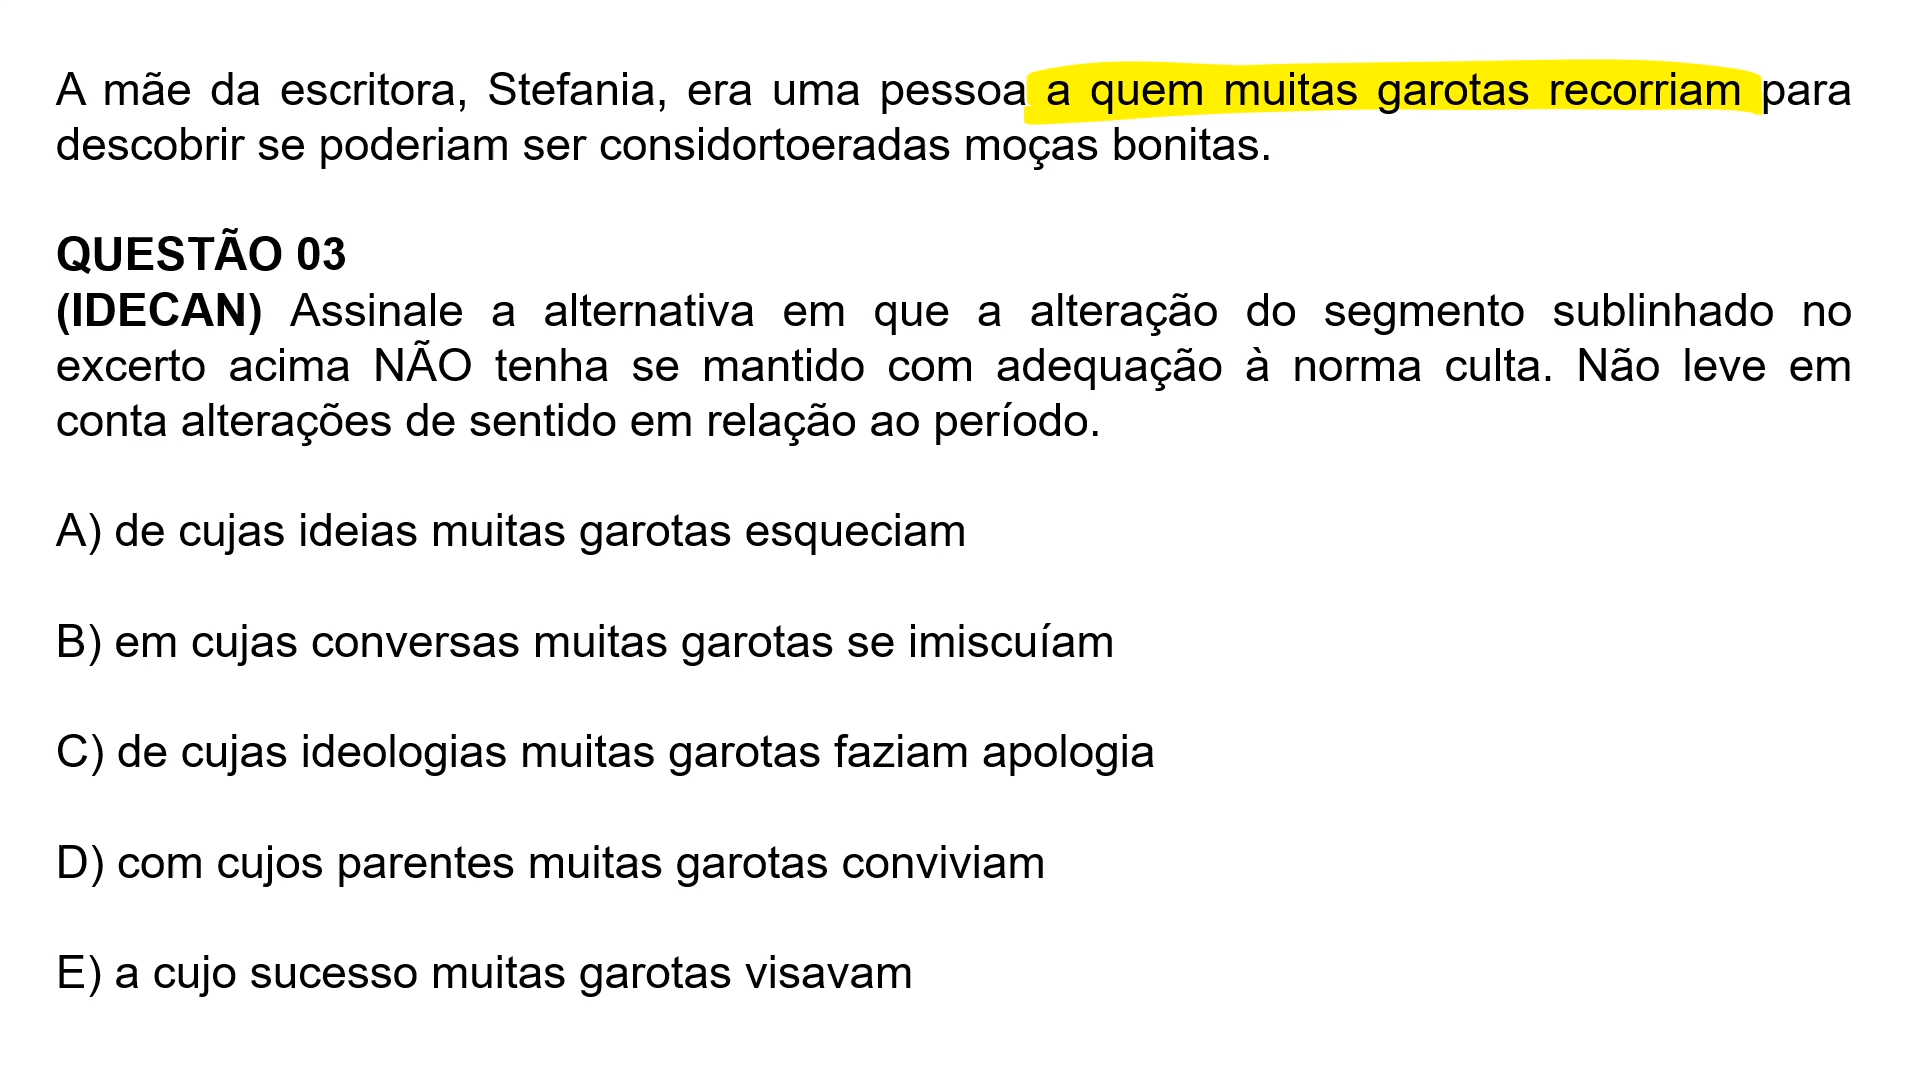 A mãe da escritora, Stefania, era uma pessoa a quem muitas garotas recorriam para
descobrir se poderiam ser considortoeradas moças bonitas.
QUESTÃO 03
(IDECAN) Assinale a alternativa em que a alteração do segmento sublinhado no
excerto acima NÃO tenha se mantido com adequação à norma culta. Não leve em
conta alterações de sentido em relação ao período.
A) de cujas ideias muitas garotas esqueciam
B) em cujas conversas muitas garotas se imiscuíam
C) de cujas ideologias muitas garotas faziam apologia
D) com cujos parentes muitas garotas conviviam
E) a cujo sucesso muitas garotas visavam